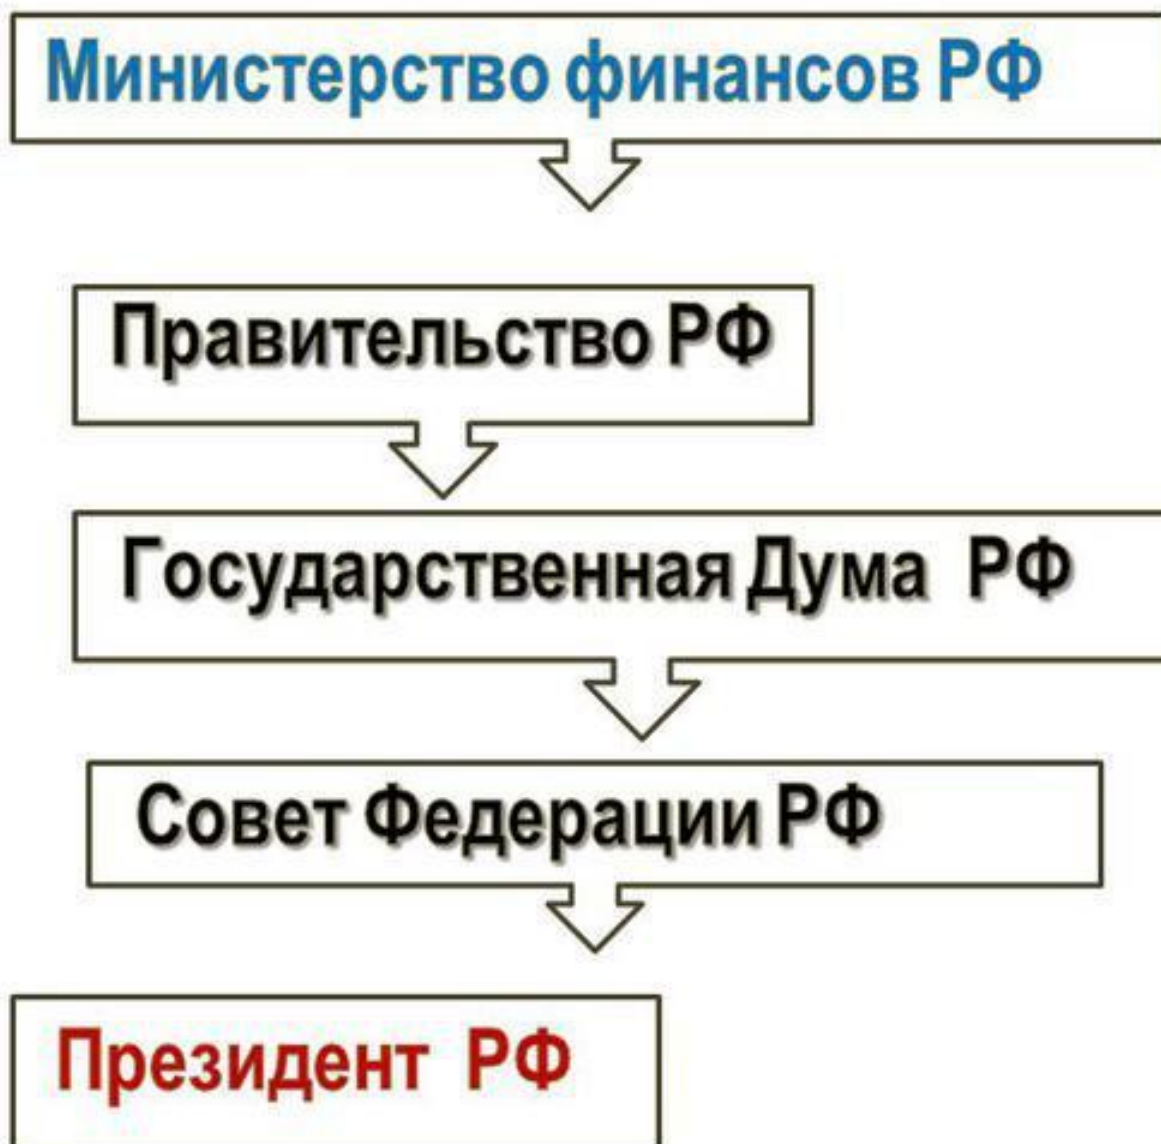 Министерство финансов РФ
Правительство РФ
Государственная Дума РФ
Совет Федерации РФ
Президент РФ